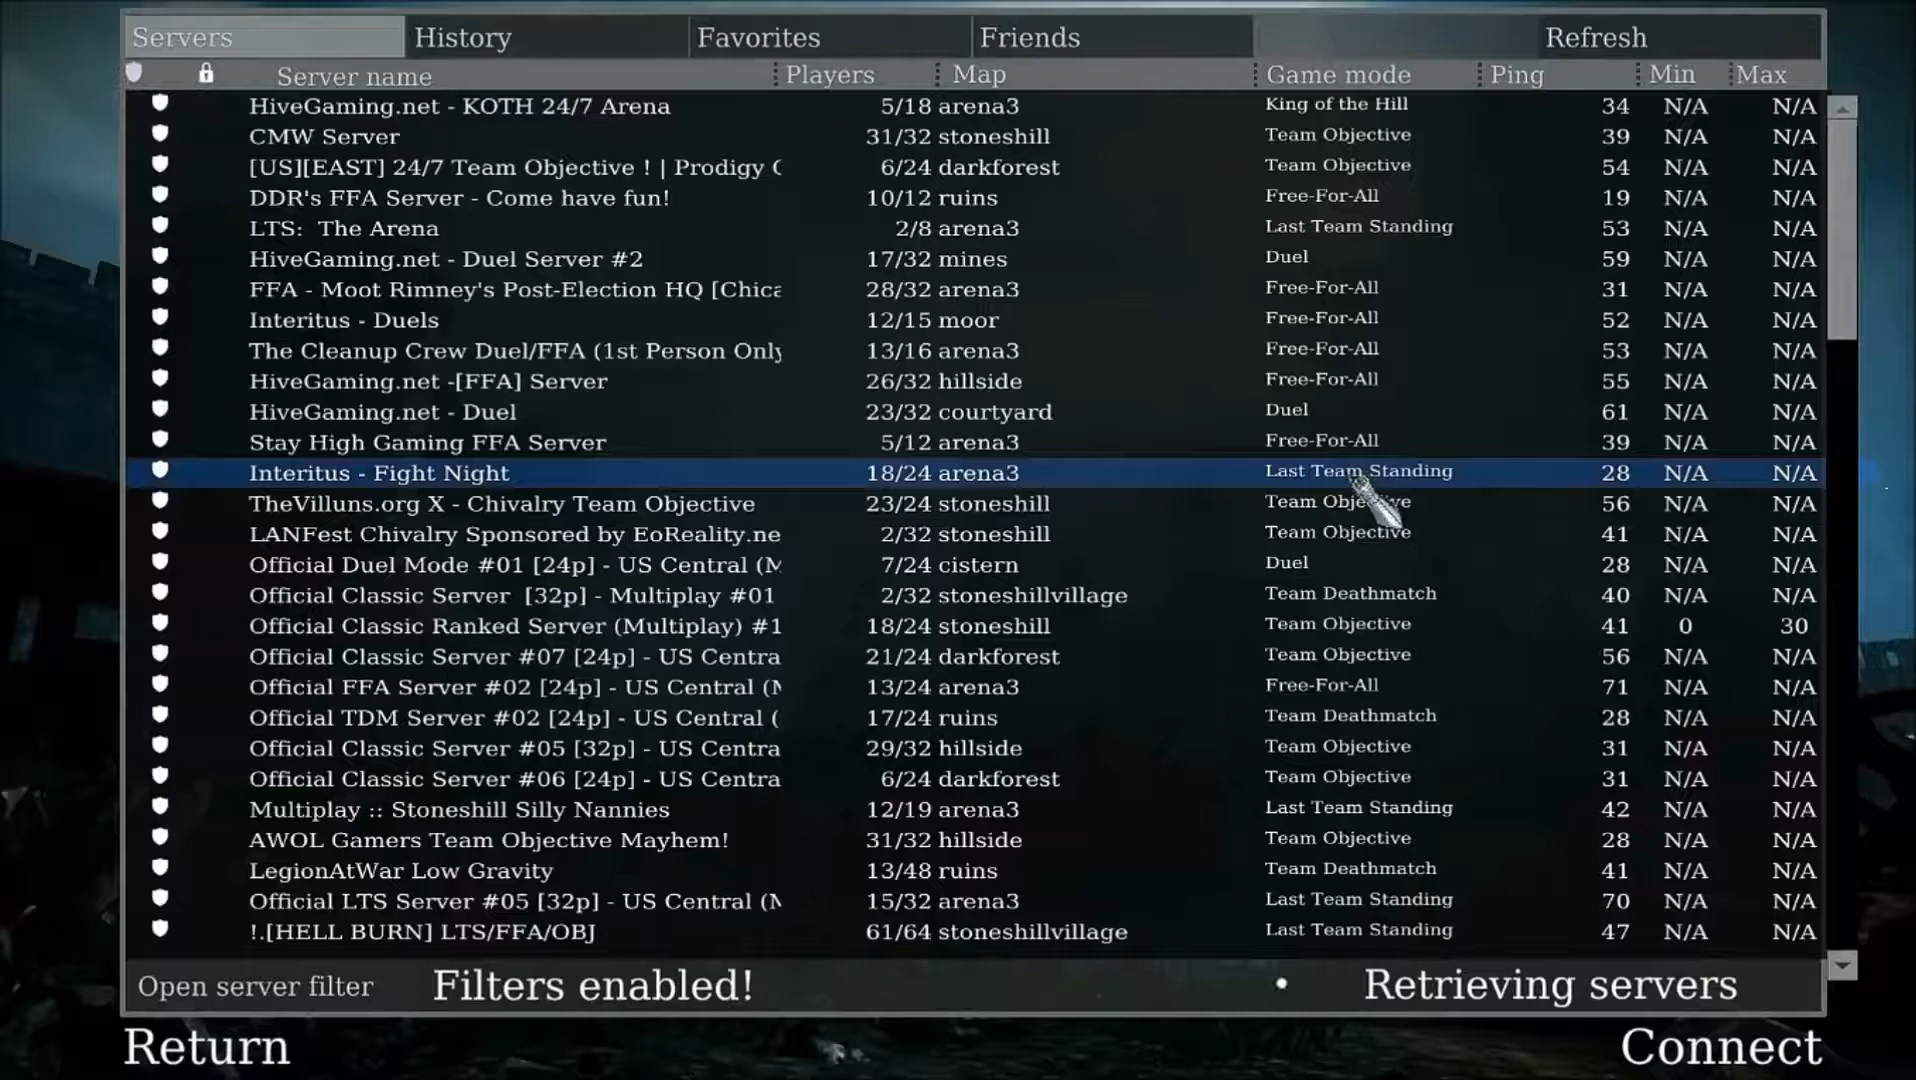 Servers History Favorites Friends Refresh
Server name Players Map Game mode Ping Min Max
HiveGaming.net - KOTH 24/7 Arena 5/18 arena3 King of the Hill 34 N/A N/A
CMW Server 31/32 stoneshill Team Objective 39 N/A N/A
[US][EAST] 24/7 Team Objective ! | Prodigy 6/24 darkforest Team Objective 54 N/A N/A
DDR's FFA Server - Come have fun! 10/12 ruins Free-For-All 19 N/A N/A
LTS: The Arena 2/8 arena3 Last Team Standing 53 N/A N/A
HiveGaming.net - Duel Server #2 17/32 mines Duel 59 N/A N/A
FFA - Moot Rimney's Post-Election HQ [Chica 28/32 arena3 Free-For-All 31 N/A N/A
Interitus - Duels 12/15 moor Free-For-All 52 N/A N/A
The Cleanup Crew Duel/FFA (1st Person Only 13/16 arena3 Free-For-All 53 N/A N/A
HiveGaming.net -[FFA] Server 26/32 hillside Free-For-All 55 N/A N/A
HiveGaming.net - Duel 23/32 courtyard Duel 61 N/A N/A
Stay High Gaming FFA Server 5/12 arena3 Free-For-All 39 N/A N/A
Interitus - Fight Night 18/24 arena3 Last Team Standing 28 N/A N/A
TheVilluns.org X - Chivalry Team Objective 23/24 stoneshill Team Objective 56 N/A N/A
LANFest Chivalry Sponsored by EoReality.ne 2/32 stoneshill Team Objective 41 N/A N/A
Official Duel Mode #01 [24p] - US Central (M 7/24 cistern Duel 28 N/A N/A
Official Classic Server [32p] - Multiplay #01 2/32 stoneshillvillage Team Deathmatch 40 N/A N/A
Official Classic Ranked Server (Multiplay) #1 18/24 stoneshill Team Objective 41 0 30
Official Classic Server #07 [24p] - US Centra 21/24 darkforest Team Objective 56 N/A N/A
Official FFA Server #02 [24p] - US Central (M 13/24 arena3 Free-For-All 71 N/A N/A
Official TDM Server #02 [24p] - US Central ( 17/24 ruins Team Deathmatch 28 N/A N/A
Official Classic Server #05 [32p] - US Centra 29/32 hillside Team Objective 31 N/A N/A
Official Classic Server #06 [24p] - US Centra 6/24 darkforest Team Objective 31 N/A N/A
Multiplay :: Stoneshill Silly Nannies 12/19 arena3 Last Team Standing 42 N/A N/A
AWOL Gamers Team Objective Mayhem! 31/32 hillside Team Objective 28 N/A N/A
LegionAtWar Low Gravity 13/48 ruins Team Deathmatch 41 N/A N/A
Official LTS Server #05 [32p] - US Central (M 15/32 arena3 Last Team Standing 70 N/A N/A
!.[HELL BURN] LTS/FFA/OBJ 61/64 stoneshillvillage Last Team Standing 47 N/A N/A
Open server filter Filters enabled! Retrieving servers
Return Connect